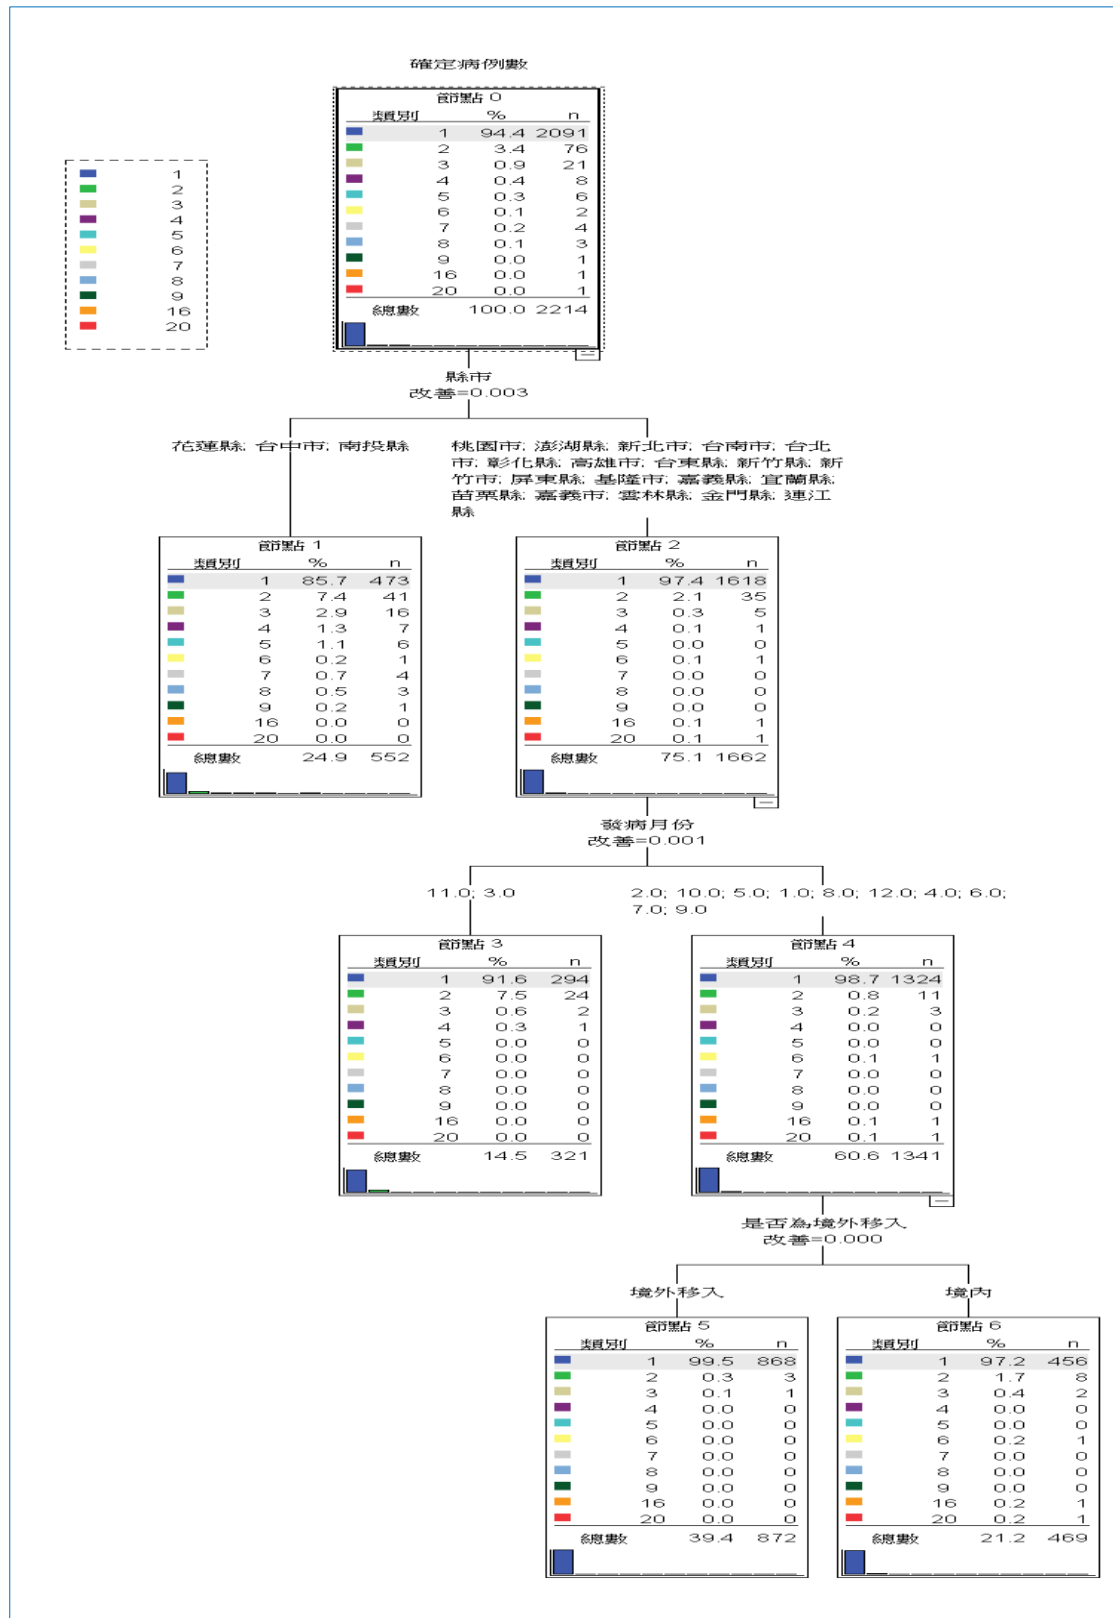 確定病例數
節點 0
類別 % n
1 94.4 2091
2 3.4 76
3 0.9 21
4 0.4 8
5 0.3 6
6 0.1 2
7 0.2 4
8 0.1 3
9 0.0 1
16 0.0 1
20 0.0 1
總數 100.0 2214
1
2
3
4
5
6
7
8
9
16
20
縣市
改善=0.003
花蓮縣; 台中市; 南投縣
桃園市; 澎湖縣; 新北市; 台南市; 台北
市; 彰化縣; 高雄市; 台東縣; 新竹縣; 新
竹市; 屏東縣; 基隆市; 嘉義縣; 宜蘭縣;
苗栗縣; 嘉義市; 雲林縣; 金門縣; 連江
縣
節點 1
類別 % n
1 85.7 473
2 7.4 41
3 2.9 16
4 1.3 7
5 1.1 6
6 0.2 1
7 0.7 4
8 0.5 3
9 0.2 1
16 0.0 0
20 0.0 0
總數 24.9 552
節點 2
類別 % n
1 97.4 1618
2 2.1 35
3 0.3 5
4 0.1 1
5 0.0 0
6 0.1 1
7 0.0 0
8 0.0 0
9 0.0 0
16 0.1 1
20 0.1 1
總數 75.1 1662
發病月份
改善=0.001
11.0; 3.0
2.0; 10.0; 5.0; 1.0; 8.0; 12.0; 4.0; 6.0;
7.0; 9.0
節點 3
類別 % n
1 91.6 294
2 7.5 24
3 0.6 2
4 0.3 1
5 0.0 0
6 0.0 0
7 0.0 0
8 0.0 0
9 0.0 0
16 0.0 0
20 0.0 0
總數 14.5 321
節點 4
類別 % n
1 98.7 1324
2 0.8 11
3 0.2 3
4 0.0 0
5 0.0 0
6 0.1 1
7 0.0 0
8 0.0 0
9 0.0 0
16 0.1 1
20 0.1 1
總數 60.6 1341
是否為境外移入
改善=0.000
境外移入
境內
節點 5
類別 % n
1 99.5 868
2 0.3 3
3 0.1 1
4 0.0 0
5 0.0 0
6 0.0 0
7 0.0 0
8 0.0 0
9 0.0 0
16 0.0 0
20 0.0 0
總數 39.4 872
節點 6
類別 % n
1 97.2 456
2 1.7 8
3 0.4 2
4 0.0 0
5 0.0 0
6 0.2 1
7 0.0 0
8 0.0 0
9 0.0 0
16 0.2 1
20 0.2 1
總數 21.2 469